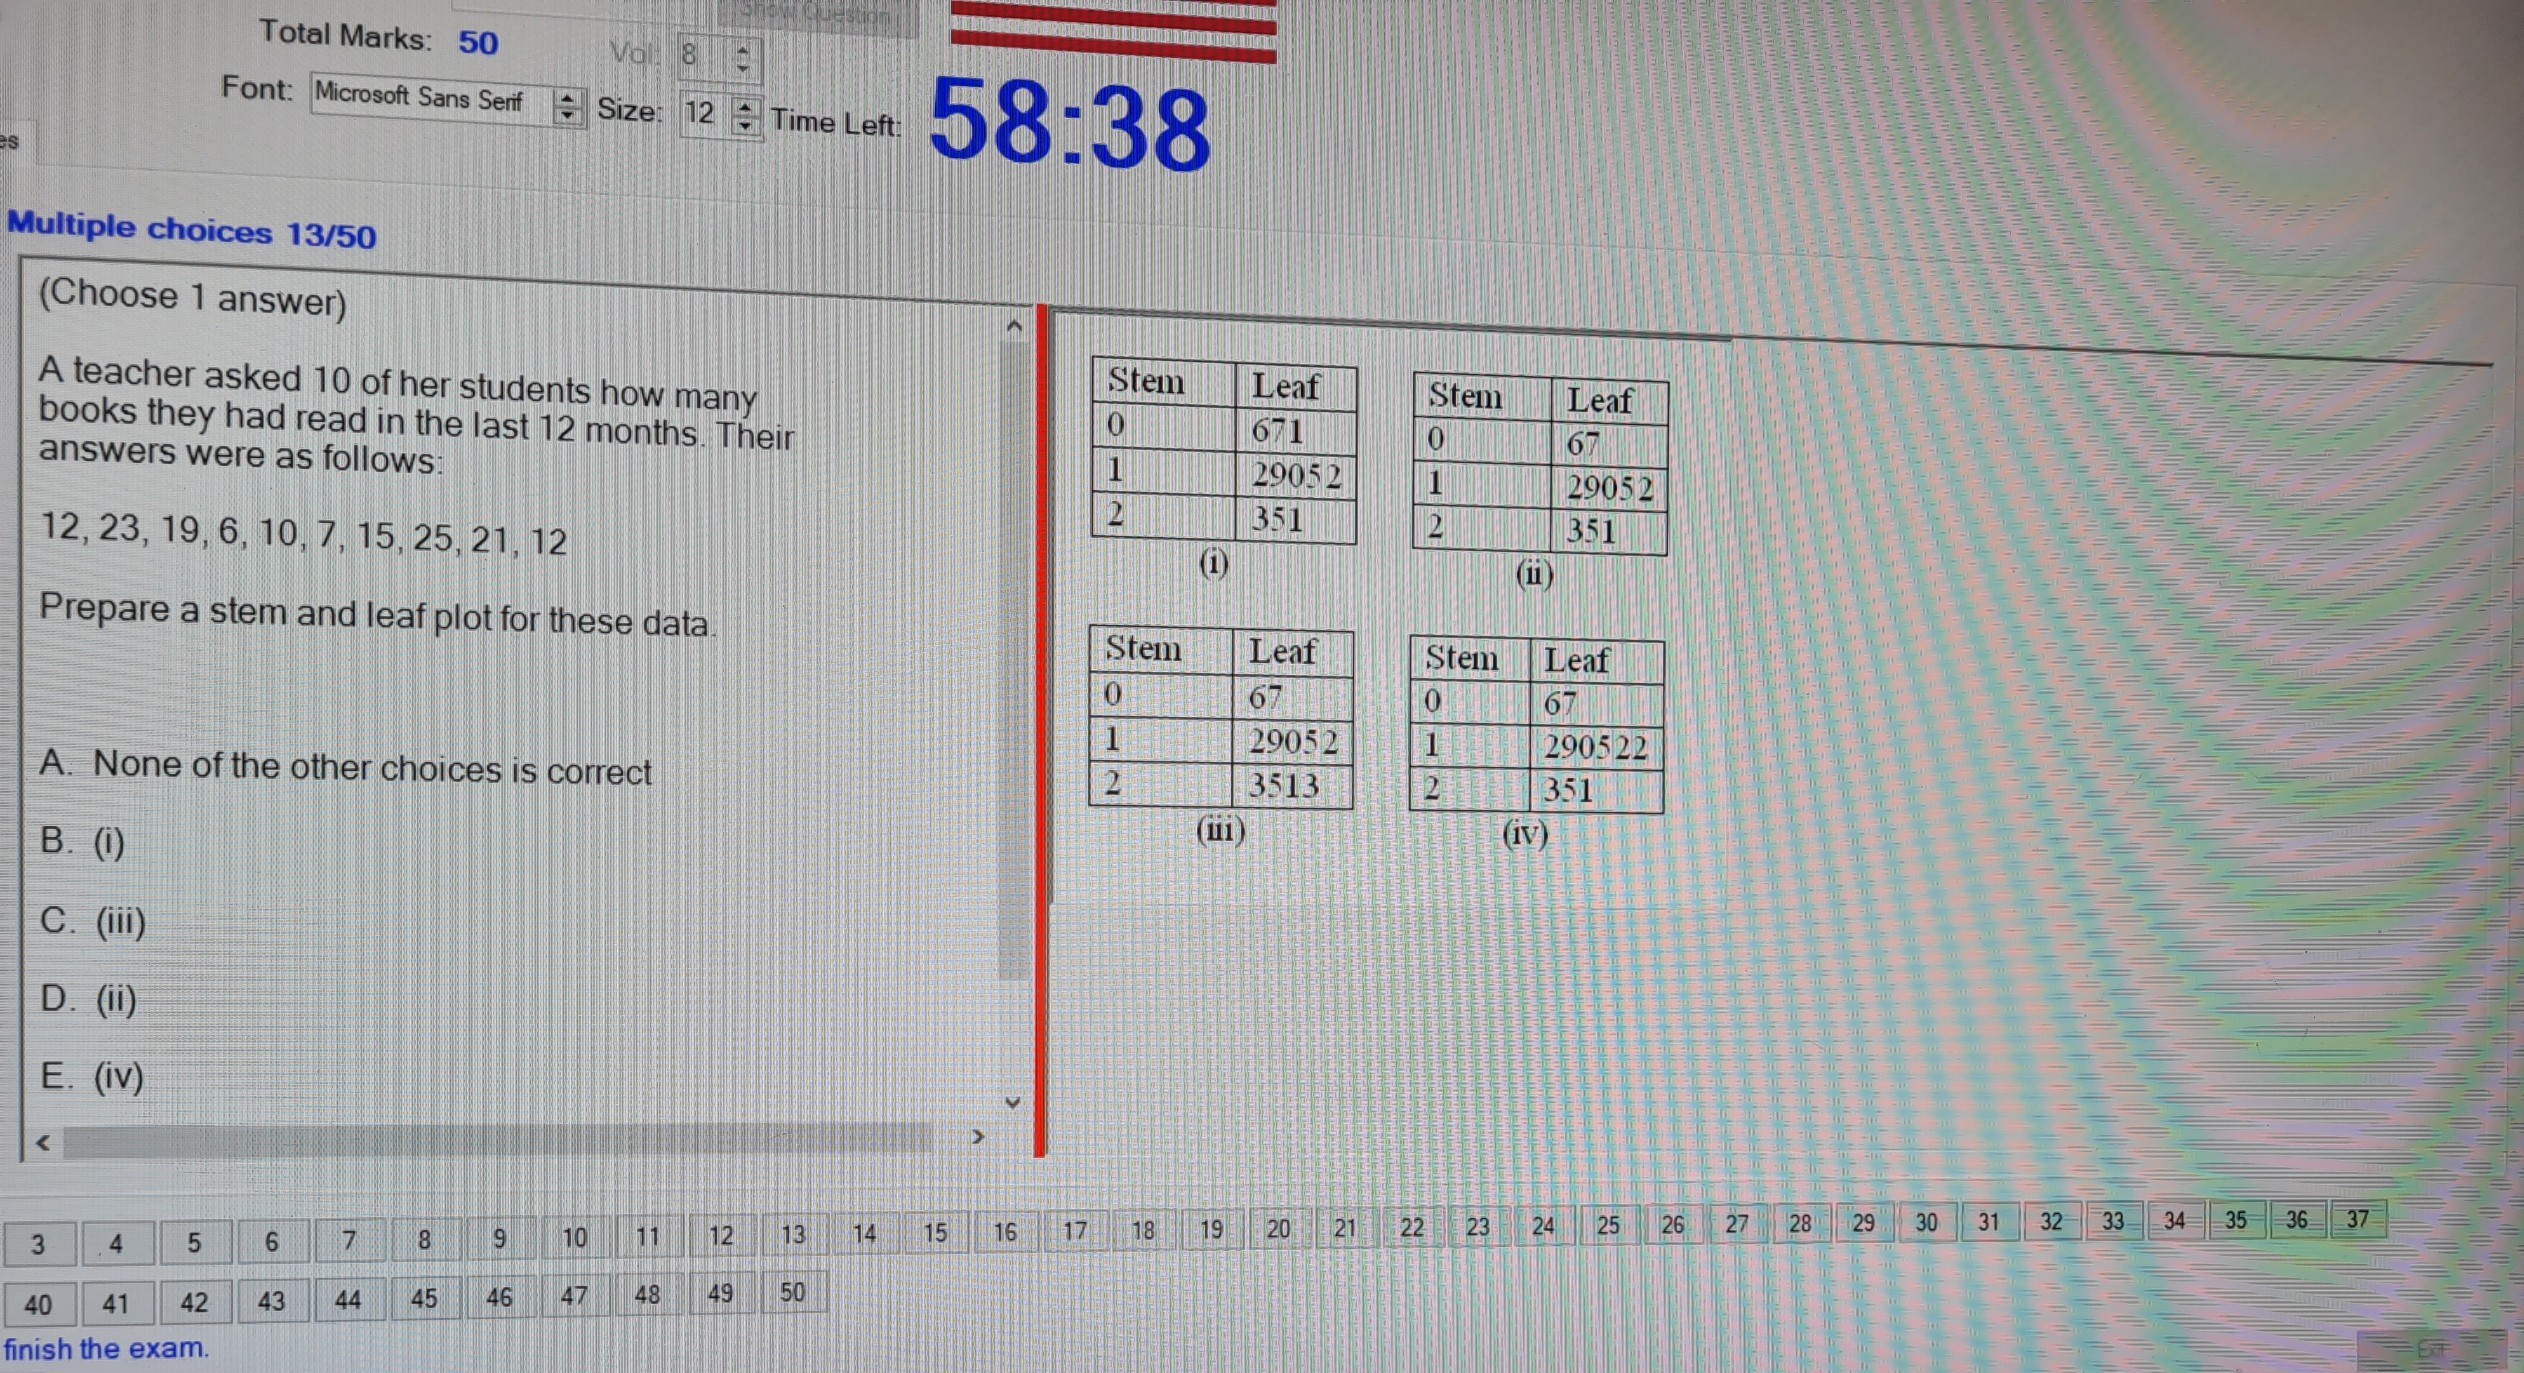 Show Question
Total Marks: 50
Vol: 8
Font: Microsoft Sans Serif Size: 12 Time Left: 58:38
es
Multiple choices 13/50
(Choose 1 answer)
A teacher asked 10 of her students how many
books they had read in the last 12 months. Their
answers were as follows:
12, 23, 19, 6, 10, 7, 15, 25, 21, 12
Prepare a stem and leaf plot for these data.
A. None of the other choices is correct
B. (i)
C. (iii)
D. (ii)
E. (iv)
Stem Leaf
0 671
1 29052
2 351
(i)
Stem Leaf
0 67
1 29052
2 351
(ii)
Stem Leaf
0 67
1 29052
2 3513
(iii)
Stem Leaf
0 67
1 290522
2 351
(iv)
3 4 5 6 7 8 9 10 11 12 13 14 15 16 17 18 19 20 21 22 23 24 25 26 27 28 29 30 31 32 33 34 35 36 37
40 41 42 43 44 45 46 47 48 49 50
finish the exam.
Exit